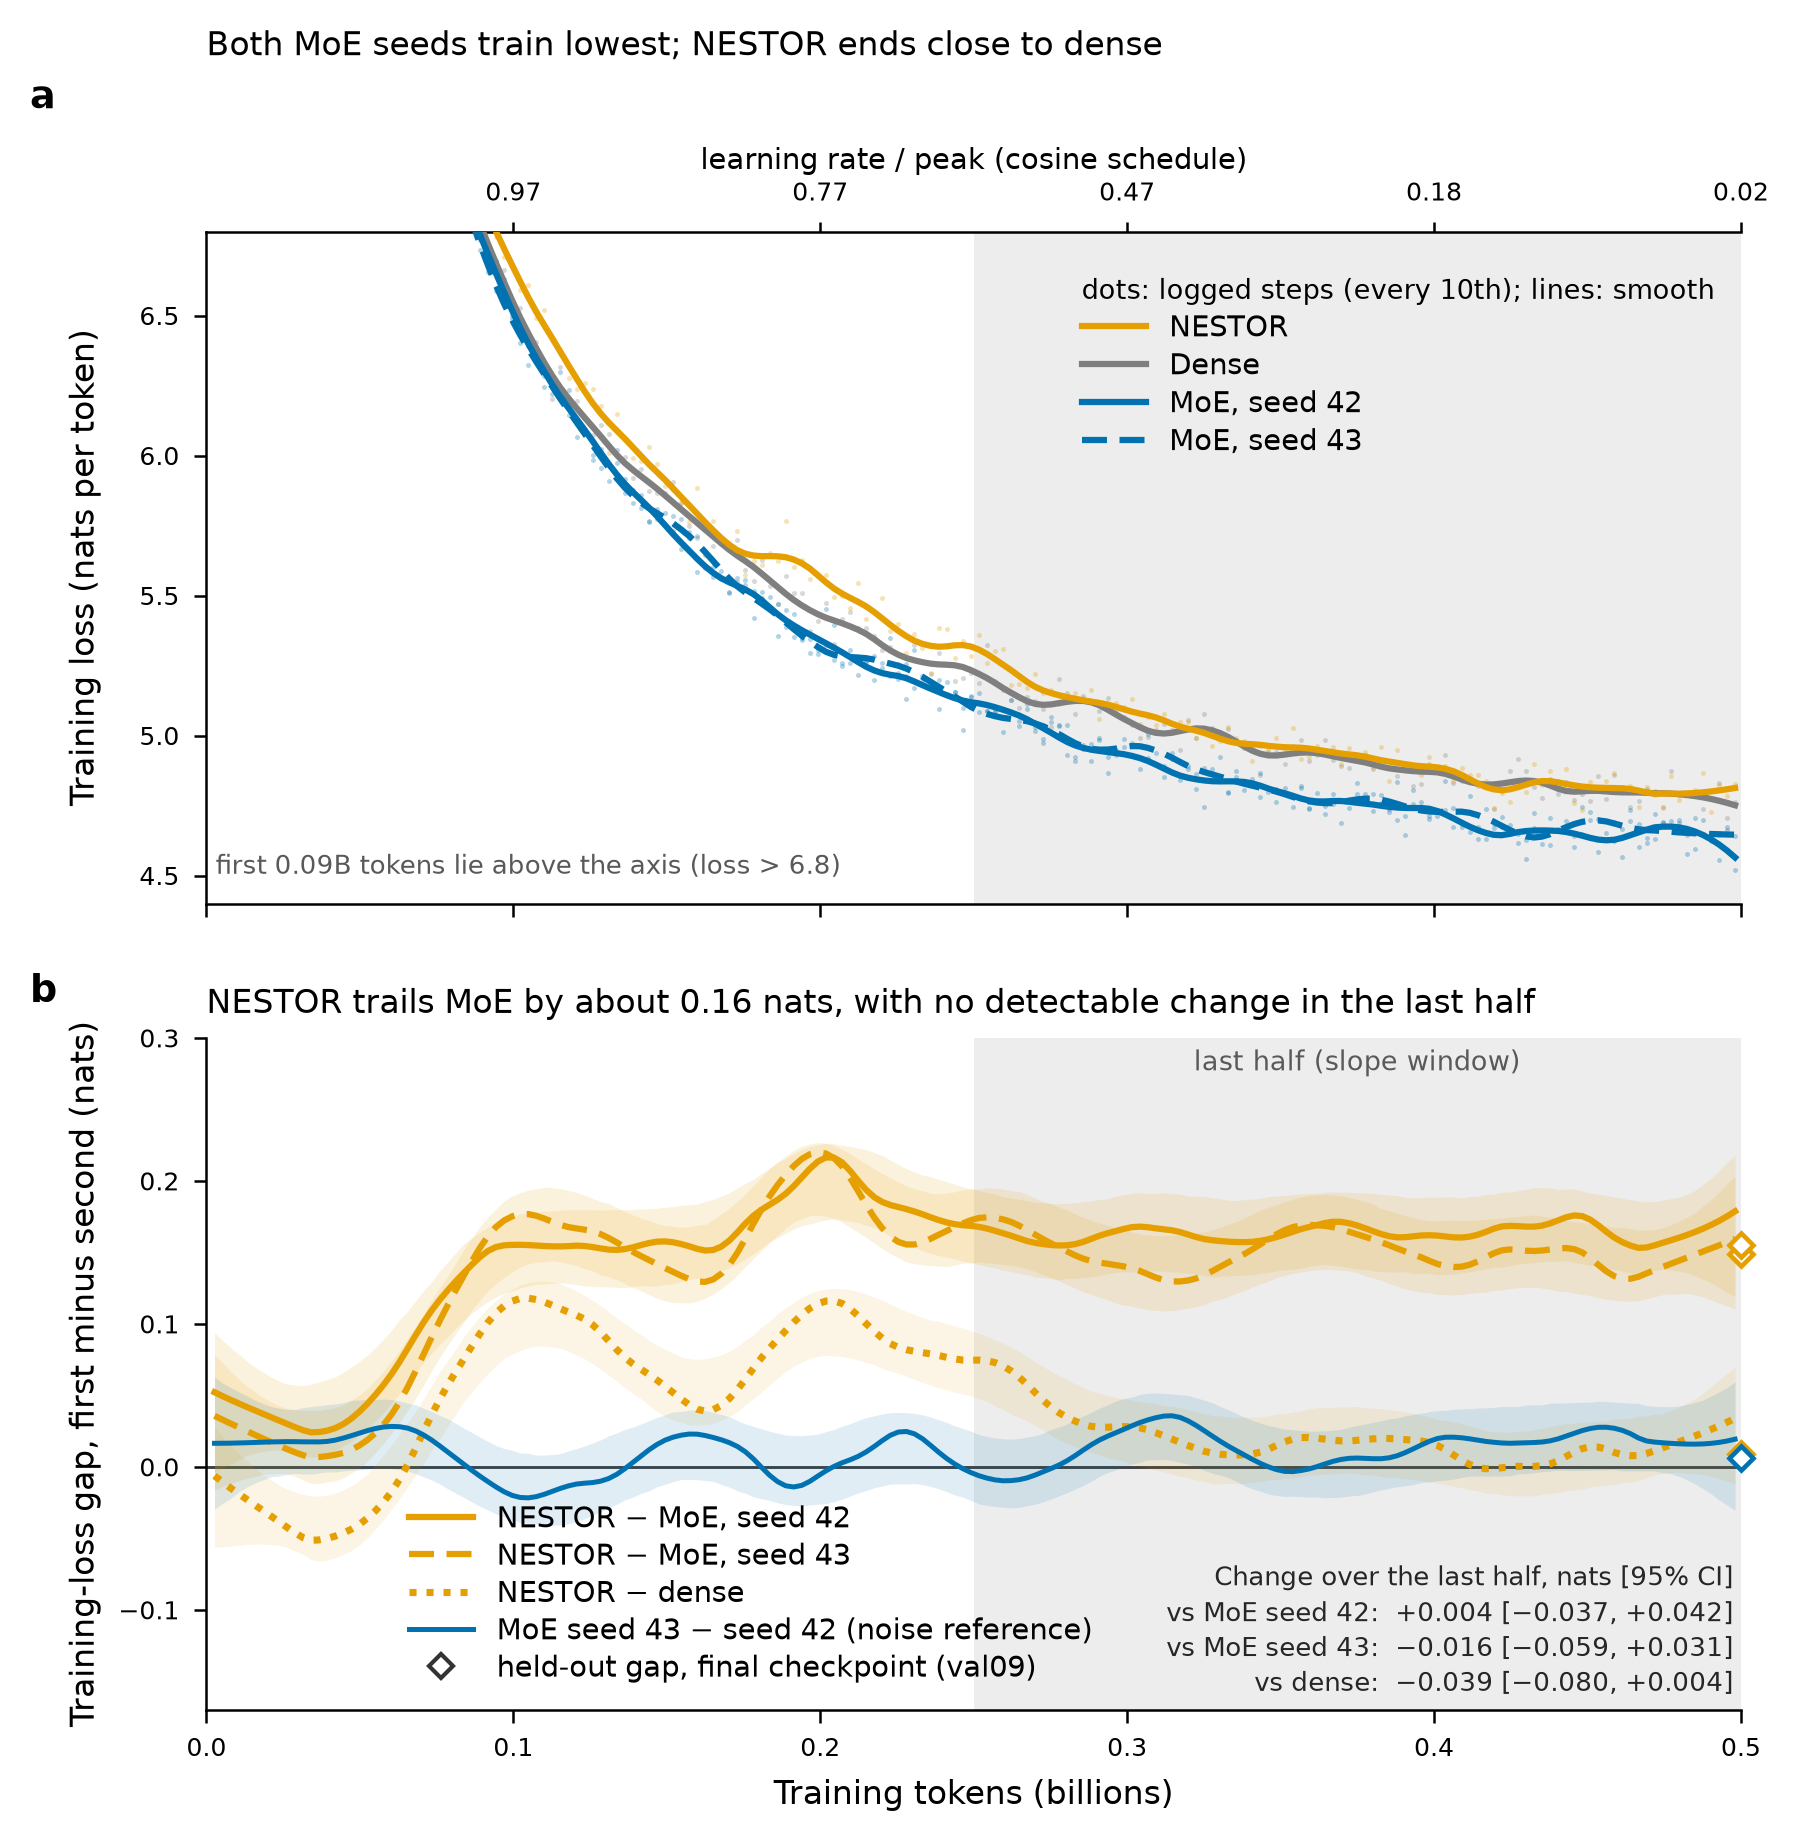 Both MoE seeds train lowest; NESTOR ends close to dense
a
learning rate / peak (cosine schedule)
0.97 0.77 0.47 0.18 0.02
Training loss (nats per token)
6.5
6.0
5.5
5.0
4.5
dots: logged steps (every 10th); lines: smooth
NESTOR
Dense
MoE, seed 42
MoE, seed 43
first 0.09B tokens lie above the axis (loss > 6.8)
b
NESTOR trails MoE by about 0.16 nats, with no detectable change in the last half
Training-loss gap, first minus second (nats)
0.3
0.2
0.1
0.0
−0.1
last half (slope window)
NESTOR − MoE, seed 42
NESTOR − MoE, seed 43
NESTOR − dense
MoE seed 43 − seed 42 (noise reference)
held-out gap, final checkpoint (val09)
Change over the last half, nats [95% CI]
vs MoE seed 42: +0.004 [−0.037, +0.042]
vs MoE seed 43: −0.016 [−0.059, +0.031]
vs dense: −0.039 [−0.080, +0.004]
0.0 0.1 0.2 0.3 0.4 0.5
Training tokens (billions)